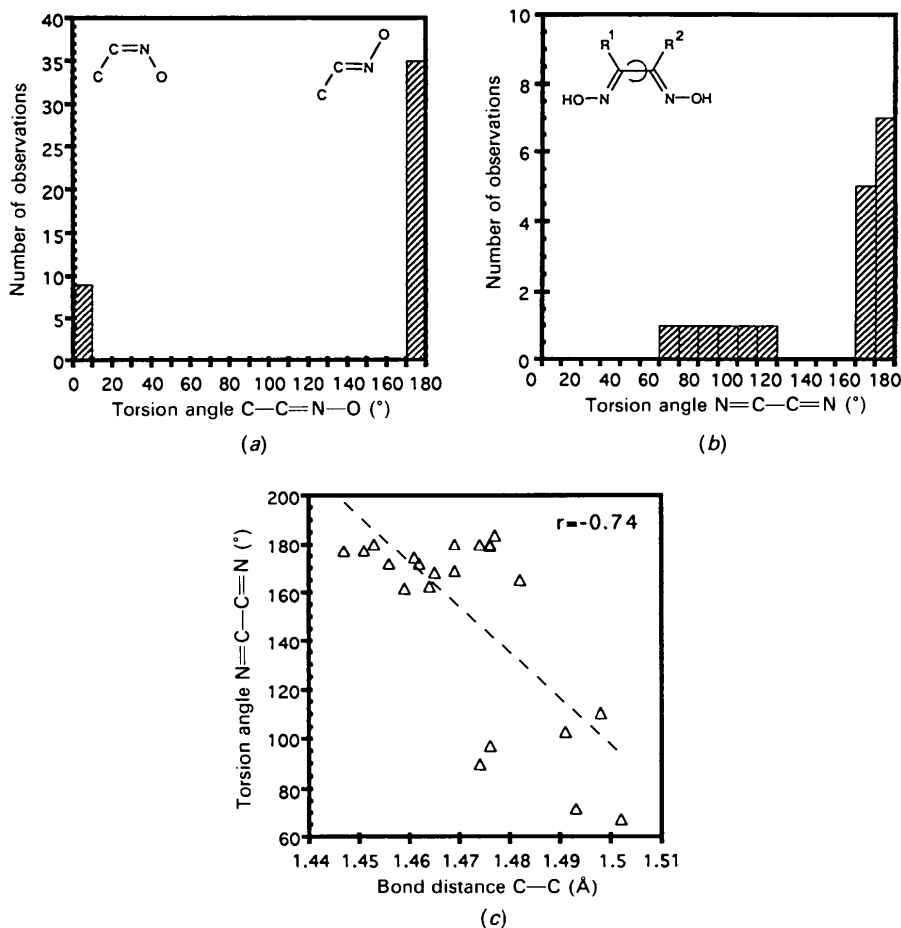 40
35
30
25
20
15
10
5
0
Number of observations
C=N
C O
O
C=N
C
0 20 40 60 80 100 120 140 160 180
Torsion angle C—C=N—O (°)
(a)
10
8
6
4
2
0
Number of observations
R1 R2
HO—N N—OH
0 20 40 60 80 100 120 140 160 180
Torsion angle N=C—C=N (°)
(b)
200
180
160
140
120
100
80
60
Torsion angle N=C—C=N (°)
r=-0.74
1.44 1.45 1.46 1.47 1.48 1.49 1.5 1.51
Bond distance C—C (Å)
(c)